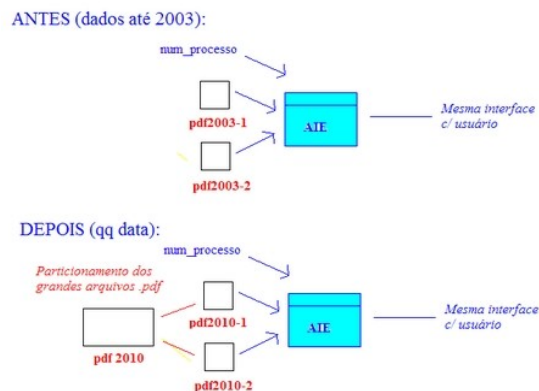 ANTES (dados até 2003):
num_processo
pdf2003-1
AIE
Mesma interface
c/ usuário
pdf2003-2
DEPOIS (qq data):
num_processo
Particionamento dos
grandes arquivos .pdf
pdf2010-1
AIE
Mesma interface
c/ usuário
pdf 2010
pdf2010-2